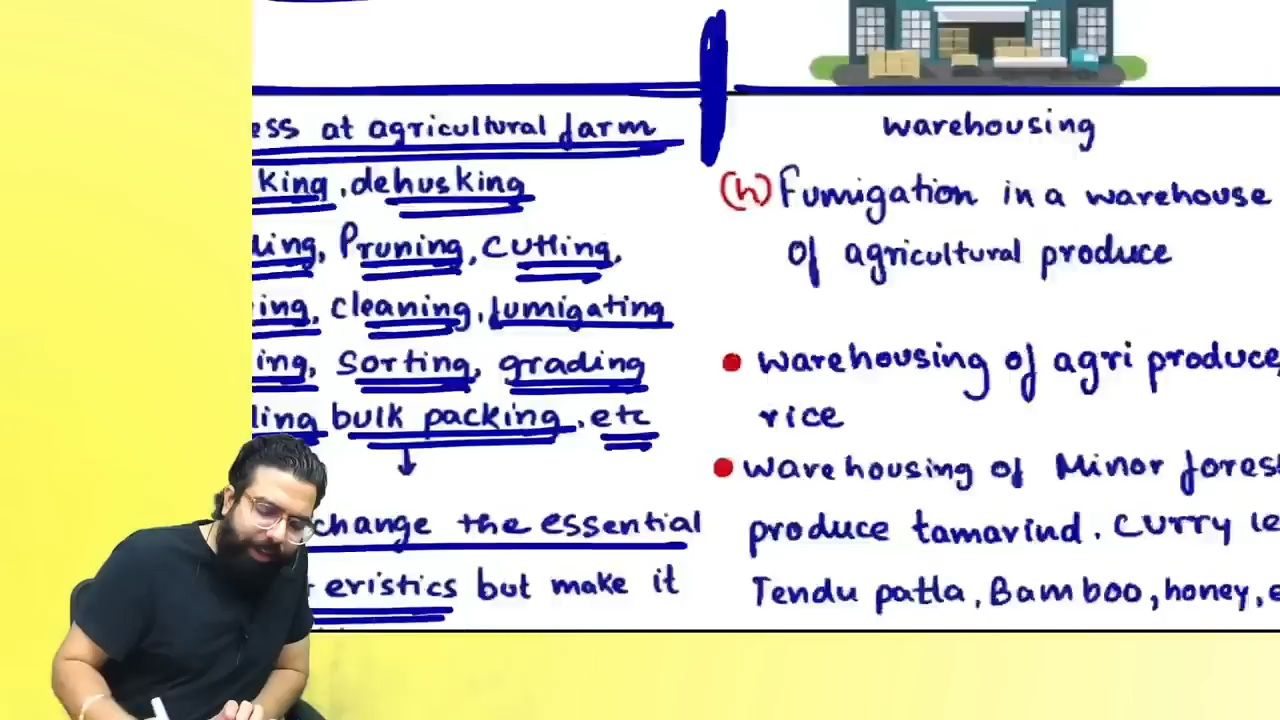 ess at agricultural farm
king, dehusking
ding, Pruning, Cutting,
ing, cleaning, fumigating
ing, Sorting, grading
ling bulk packing, etc
change the essential
eristics but make it
warehousing
(h) Fumigation in a warehouse
of agricultural produce
warehousing of agri produce,
rice
warehousing of Minor fores
produce tamarind. Curry le
Tendu patta, Bamboo, honey, e